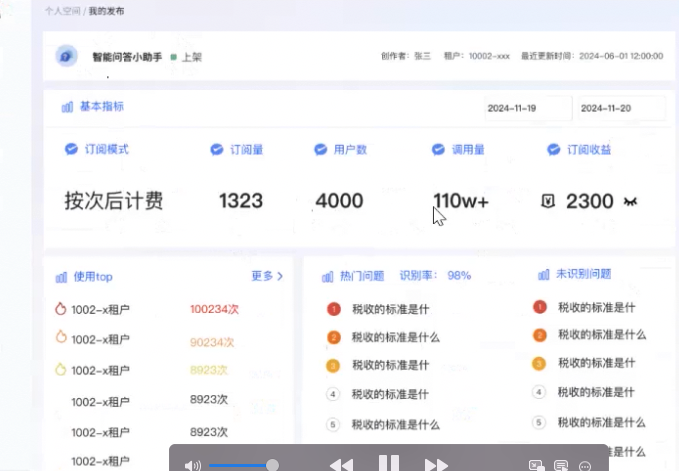 个人空间 / 我的发布
智能问答小助手 上架 创作者：张三 租户：10002-xxx 最近更新时间：2024-06-01 12:00:00
基本指标 2024-11-19 2024-11-20
订阅模式 订阅量 用户数 调用量 订阅收益
按次后计费 1323 4000 110w+ 2300
使用top 更多 >
1002-x租户 100234次
1002-x租户 90234次
1002-x租户 8923次
1002-x租户 8923次
1002-x租户 8923次
1002-x租户
热门问题 识别率： 98%
1 税收的标准是什
2 税收的标准是什么
3 税收的标准是什
4 税收的标准是什
5 税收的标准是什么
未识别问题
1 税收的标准是什
2 税收的标准是什么
3 税收的标准是什
4 税收的标准是什
5 税收的标准是什么
是什么